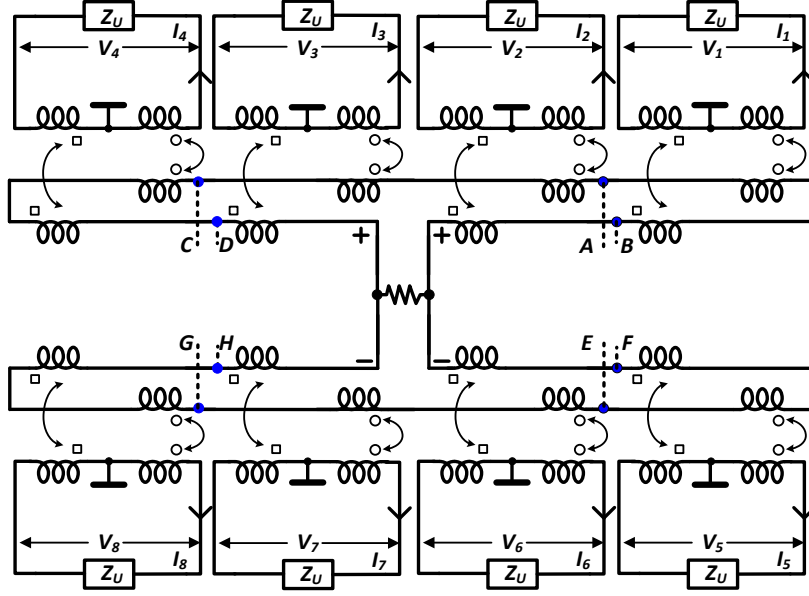 Z_U Z_U Z_U Z_U
I_4 I_3 I_2 I_1
V_4 V_3 V_2 V_1
+ +
C D A B
G H E F
− −
V_8 V_7 V_6 V_5
I_8 I_7 I_6 I_5
Z_U Z_U Z_U Z_U